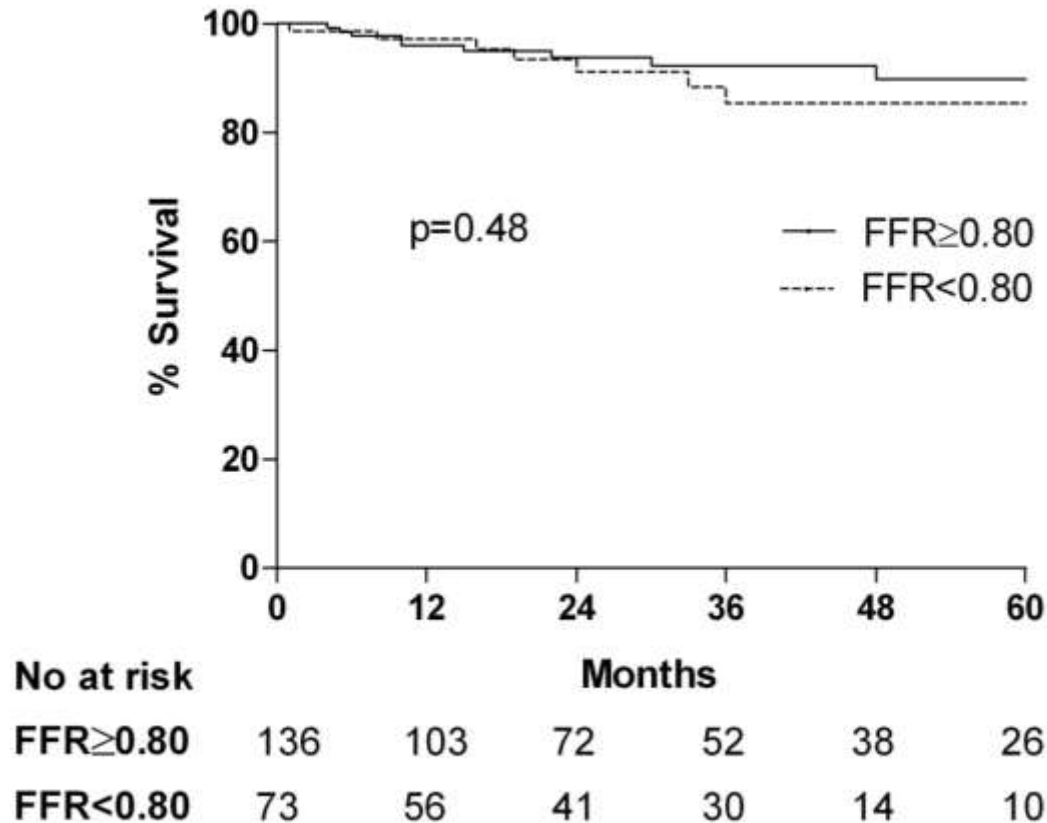 100
80
60
40
20
0
% Survival
p=0.48
FFR≥0.80
FFR<0.80
0 12 24 36 48 60
No at risk Months
FFR≥0.80 136 103 72 52 38 26
FFR<0.80 73 56 41 30 14 10